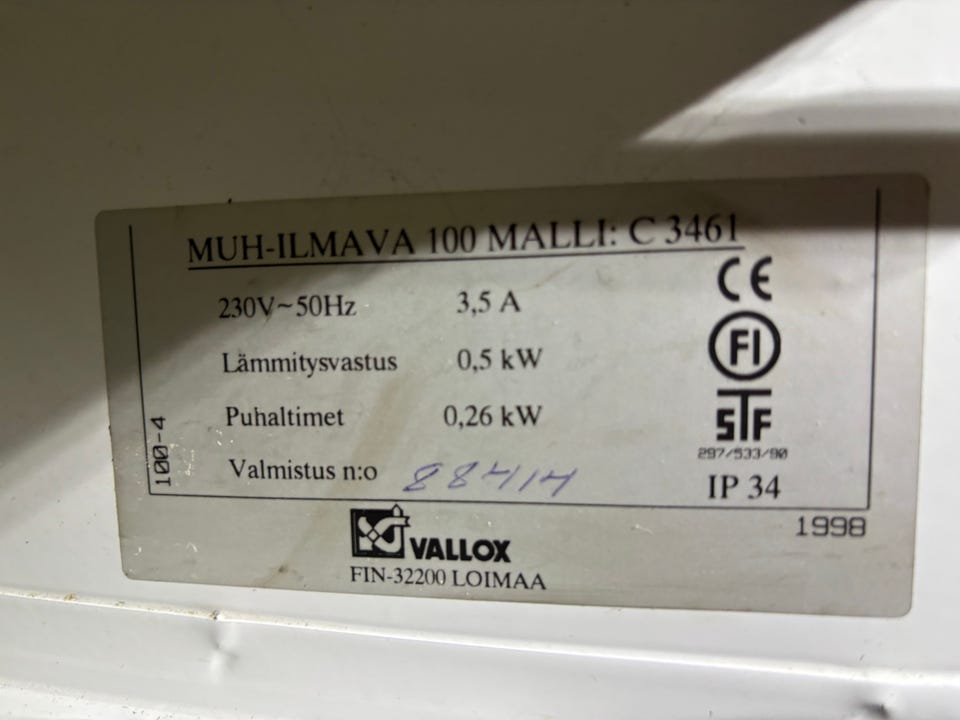 MUH-ILMAVA 100 MALLI: C 3461
230V~50Hz 3,5 A
CE
Lämmitysvastus 0,5 kW
FI
Puhaltimet 0,26 kW
STF
297/533/90
Valmistus n:o 88414
IP 34
100-4
1998
VALLOX
FIN-32200 LOIMAA